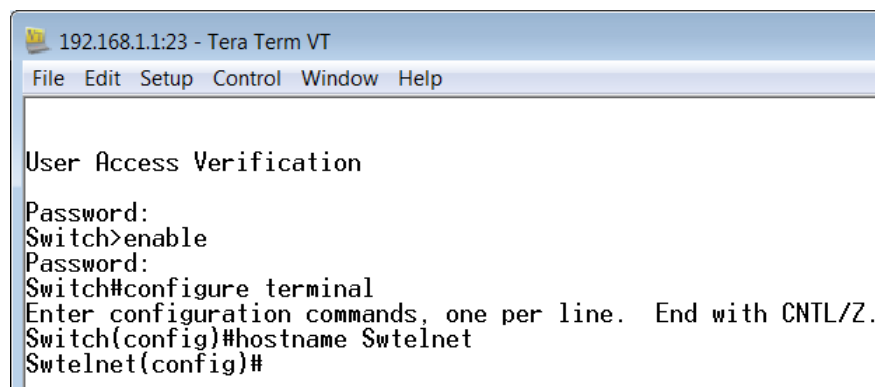 192.168.1.1:23 - Tera Term VT
File Edit Setup Control Window Help
User Access Verification
Password:
Switch>enable
Password:
Switch#configure terminal
Enter configuration commands, one per line.  End with CNTL/Z.
Switch(config)#hostname Swtelnet
Swtelnet(config)#